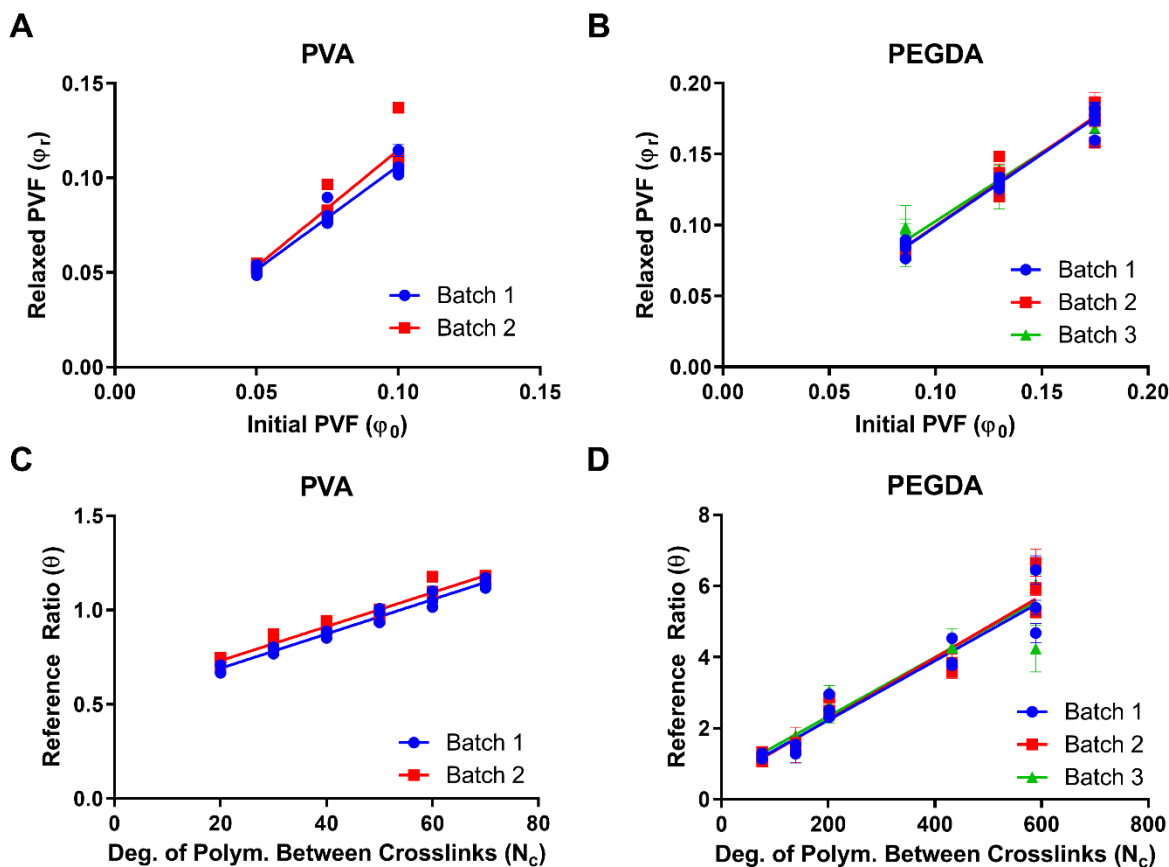 A
PVA
Relaxed PVF (φr)
0.15
0.10
0.05
0.00
0.00 0.05 0.10 0.15
Initial PVF (φ0)
Batch 1
Batch 2
B
PEGDA
Relaxed PVF (φr)
0.20
0.15
0.10
0.05
0.00
0.00 0.05 0.10 0.15 0.20
Initial PVF (φ0)
Batch 1
Batch 2
Batch 3
C
PVA
Reference Ratio (θ)
1.5
1.0
0.5
0.0
0 20 40 60 80
Deg. of Polym. Between Crosslinks (Nc)
Batch 1
Batch 2
D
PEGDA
Reference Ratio (θ)
8
6
4
2
0
0 200 400 600 800
Deg. of Polym. Between Crosslinks (Nc)
Batch 1
Batch 2
Batch 3